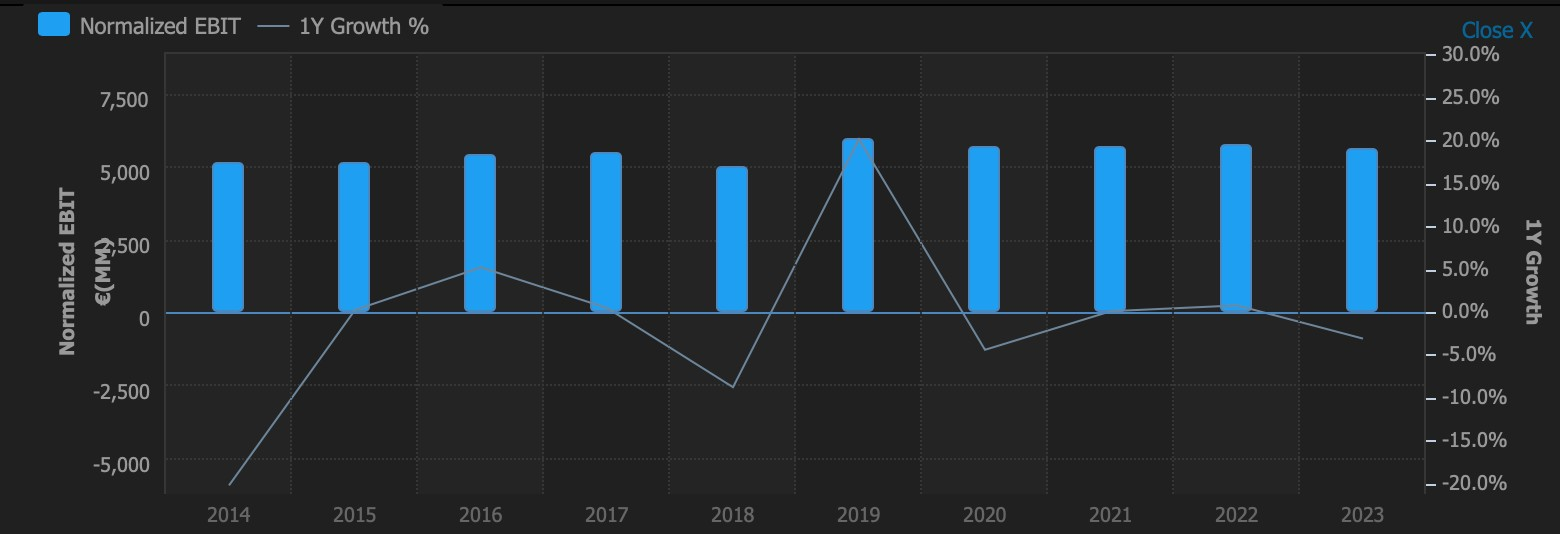 Normalized EBIT 1Y Growth %
Close X
Normalized EBIT
€(MM)
7,500
5,000
2,500
0
-2,500
-5,000
30.0%
25.0%
20.0%
15.0%
10.0%
5.0%
0.0%
-5.0%
-10.0%
-15.0%
-20.0%
1Y Growth
2014 2015 2016 2017 2018 2019 2020 2021 2022 2023